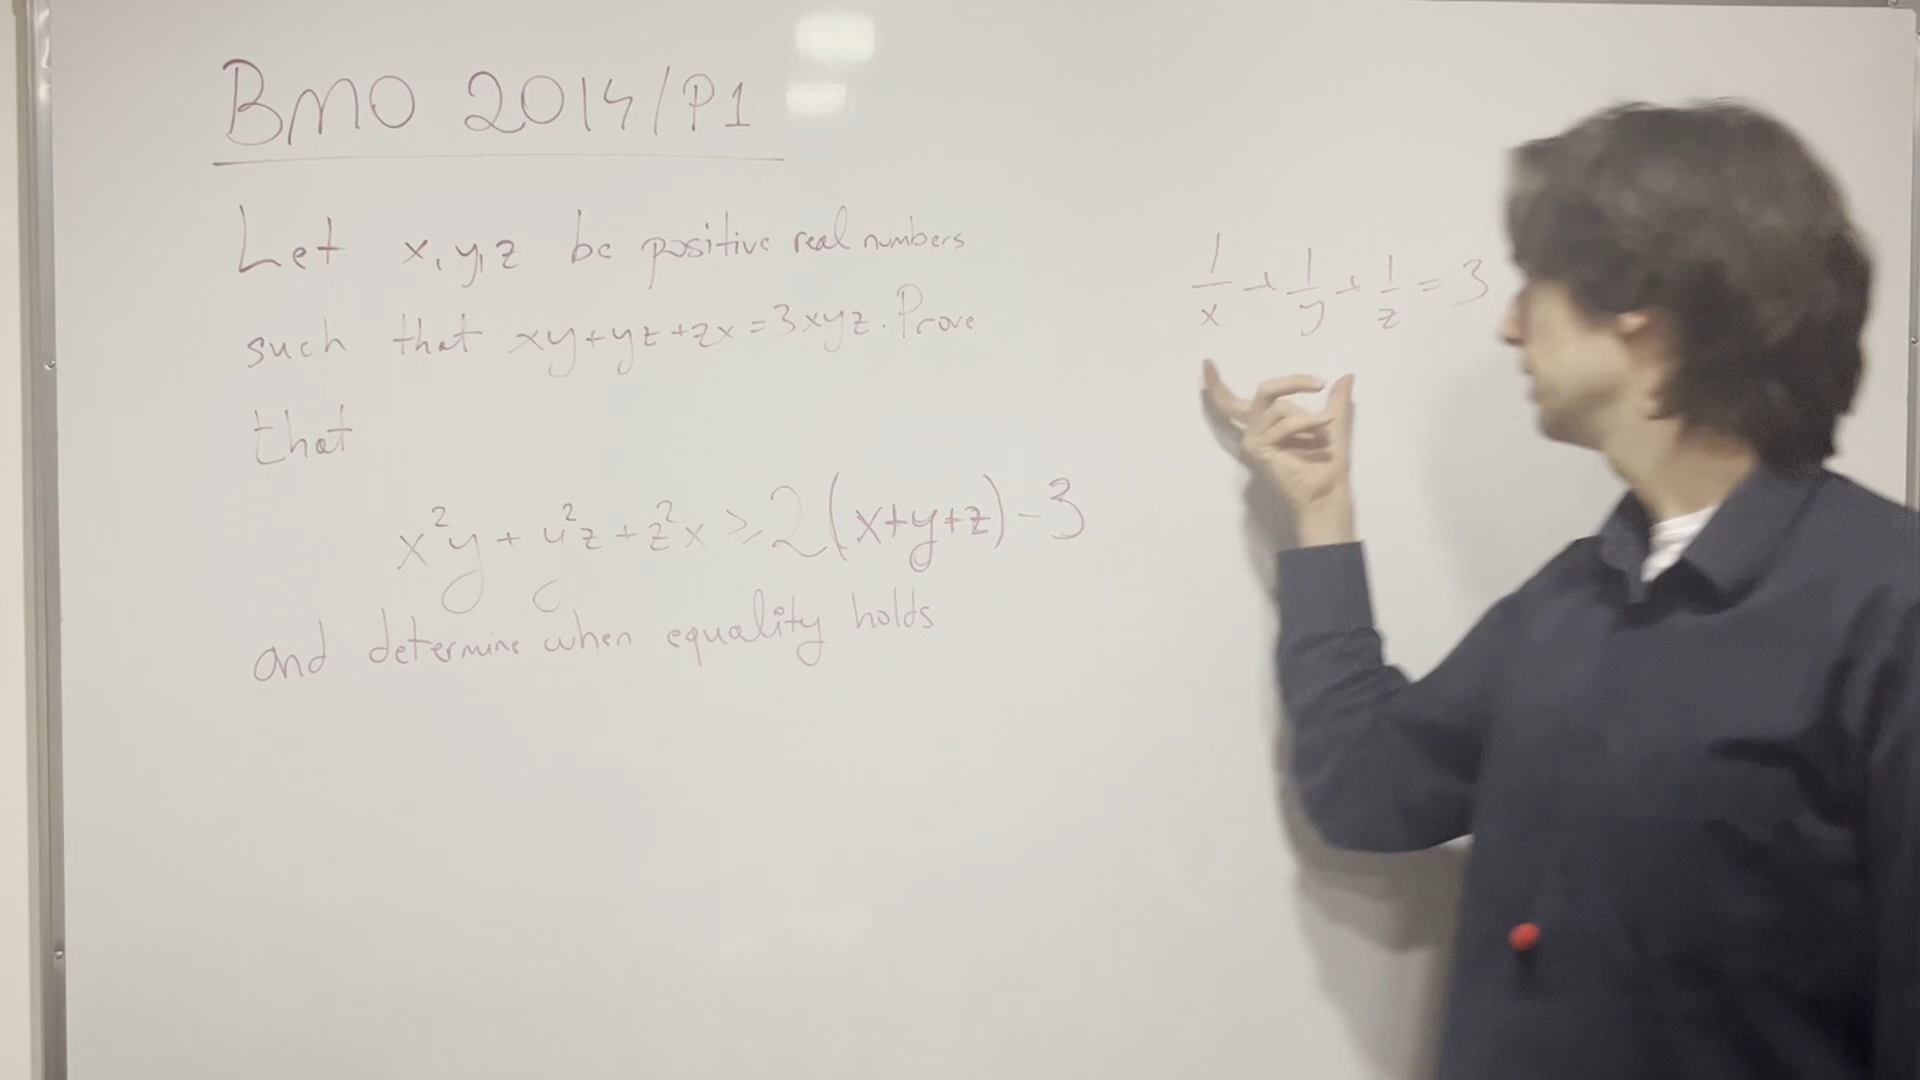 BMO 2014/P1
Let x,y,z be positive real numbers
such that xy+yz+zx=3xyz. Prove
that
x²y + y²z + z²x ≥ 2(x+y+z) - 3
and determine when equality holds
1/x + 1/y + 1/z = 3